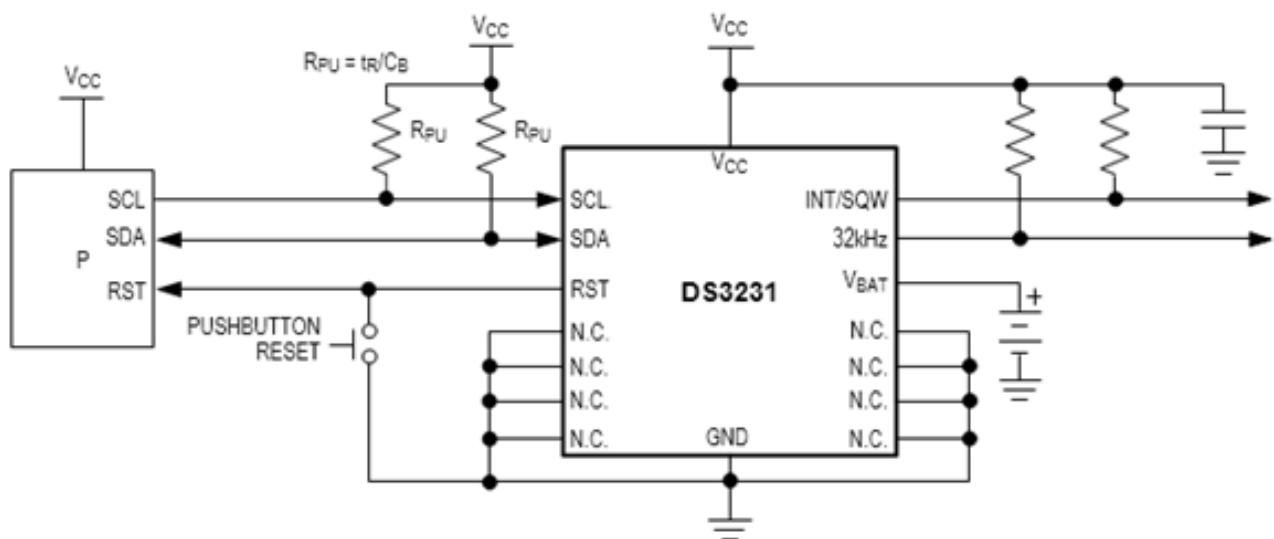 VCC
RPU = tR/CB
VCC
VCC
RPU
RPU
VCC
SCL
SDA
P
RST
PUSHBUTTON
RESET
SCL.
SDA
RST
N.C.
N.C.
N.C.
N.C.
DS3231
GND
INT/SQW
32kHz
VBAT
N.C.
N.C.
N.C.
N.C.
+